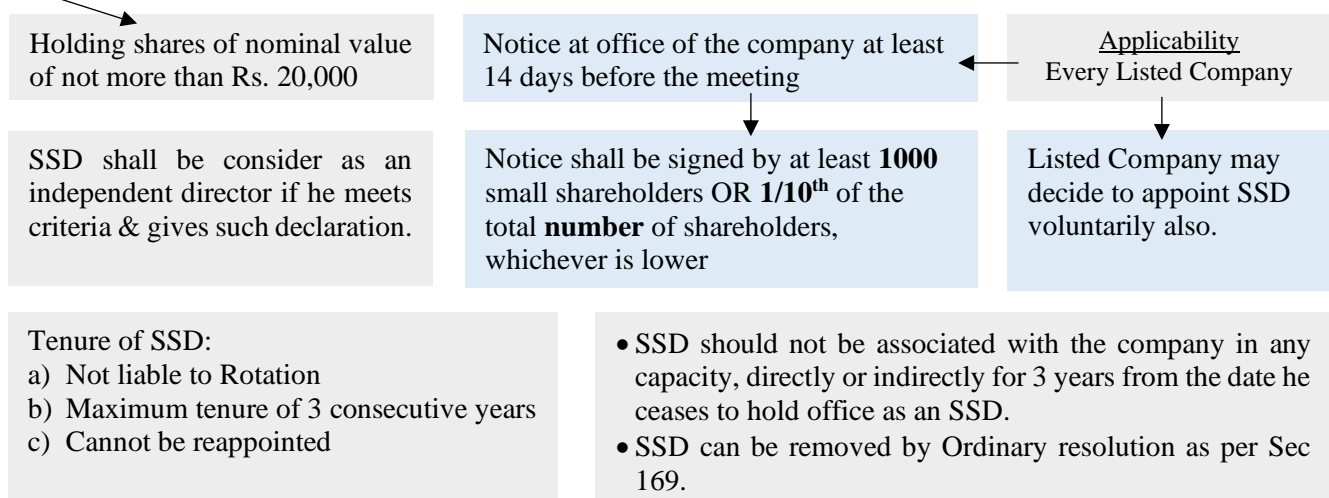 Holding shares of nominal value
of not more than Rs. 20,000
Notice at office of the company at least
14 days before the meeting
Applicability
Every Listed Company
SSD shall be consider as an
independent director if he meets
criteria & gives such declaration.
Notice shall be signed by at least 1000
small shareholders OR 1/10th of the
total number of shareholders,
whichever is lower
Listed Company may
decide to appoint SSD
voluntarily also.
Tenure of SSD:
a) Not liable to Rotation
b) Maximum tenure of 3 consecutive years
c) Cannot be reappointed
• SSD should not be associated with the company in any
capacity, directly or indirectly for 3 years from the date he
ceases to hold office as an SSD.
• SSD can be removed by Ordinary resolution as per Sec
169.